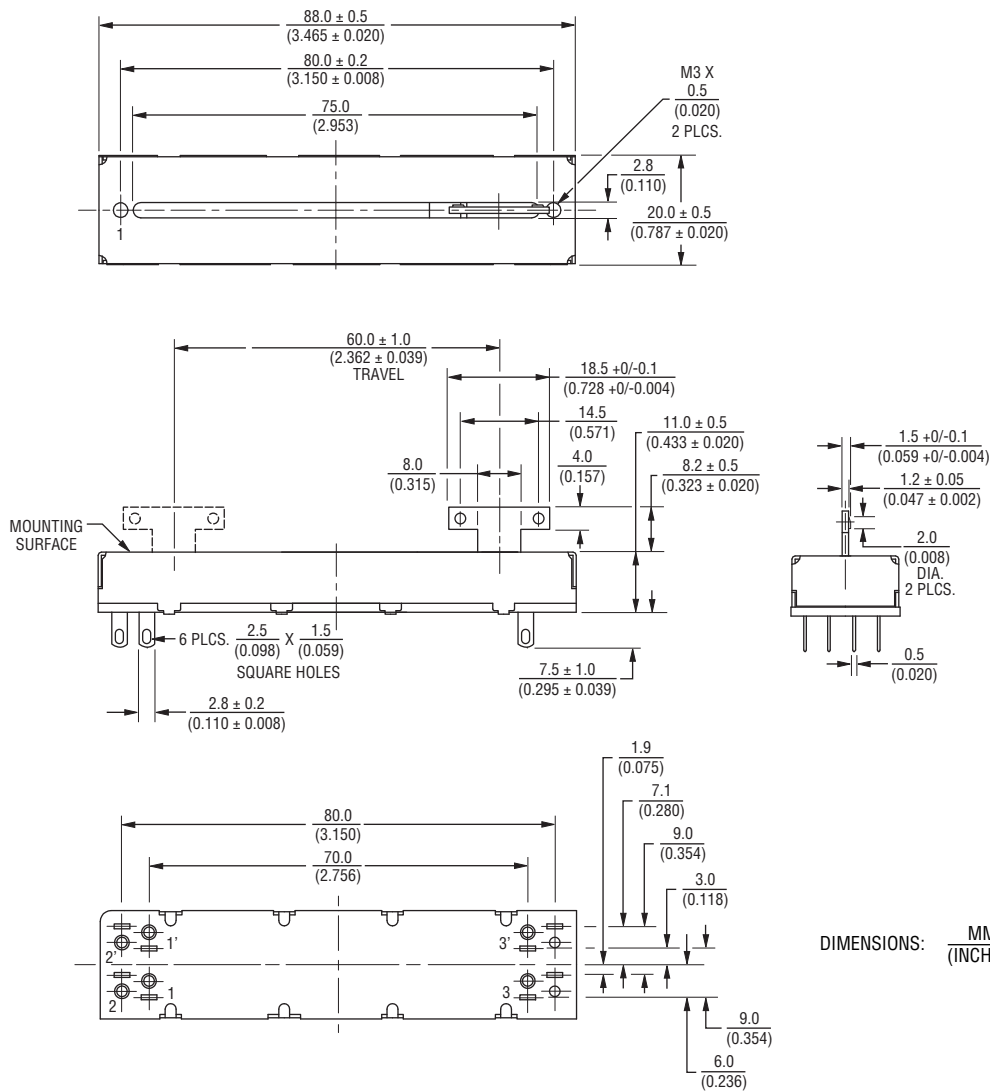 88.0 ± 0.5
(3.465 ± 0.020)
80.0 ± 0.2
(3.150 ± 0.008)
75.0
(2.953)
M3 X
0.5
(0.020)
2 PLCS.
2.8
(0.110)
20.0 ± 0.5
(0.787 ± 0.020)
1
60.0 ± 1.0
(2.362 ± 0.039)
TRAVEL
18.5 +0/-0.1
(0.728 +0/-0.004)
14.5
(0.571)
11.0 ± 0.5
(0.433 ± 0.020)
8.0
(0.315)
4.0
(0.157)
8.2 ± 0.5
(0.323 ± 0.020)
1.5 +0/-0.1
(0.059 +0/-0.004)
1.2 ± 0.05
(0.047 ± 0.002)
MOUNTING
SURFACE
2.0
(0.008)
DIA.
2 PLCS.
6 PLCS. 2.5 X 1.5
(0.098) (0.059)
SQUARE HOLES
7.5 ± 1.0
(0.295 ± 0.039)
0.5
(0.020)
2.8 ± 0.2
(0.110 ± 0.008)
1.9
(0.075)
80.0
(3.150)
7.1
(0.280)
70.0
(2.756)
9.0
(0.354)
3.0
(0.118)
1'
3'
2'
DIMENSIONS:
1
3
2
9.0
(0.354)
6.0
(0.236)